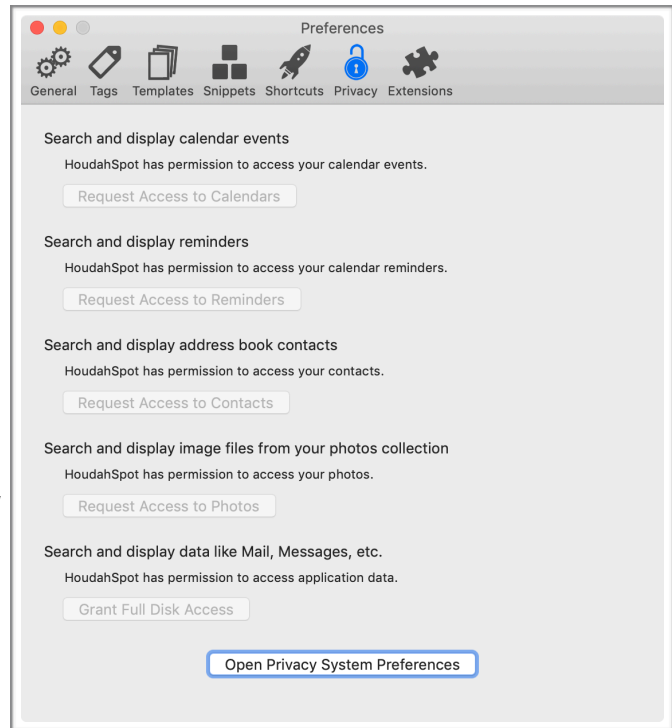 Preferences
General Tags Templates Snippets Shortcuts Privacy Extensions
Search and display calendar events
HoudahSpot has permission to access your calendar events.
Request Access to Calendars
Search and display reminders
HoudahSpot has permission to access your calendar reminders.
Request Access to Reminders
Search and display address book contacts
HoudahSpot has permission to access your contacts.
Request Access to Contacts
Search and display image files from your photos collection
HoudahSpot has permission to access your photos.
Request Access to Photos
Search and display data like Mail, Messages, etc.
HoudahSpot has permission to access application data.
Grant Full Disk Access
Open Privacy System Preferences